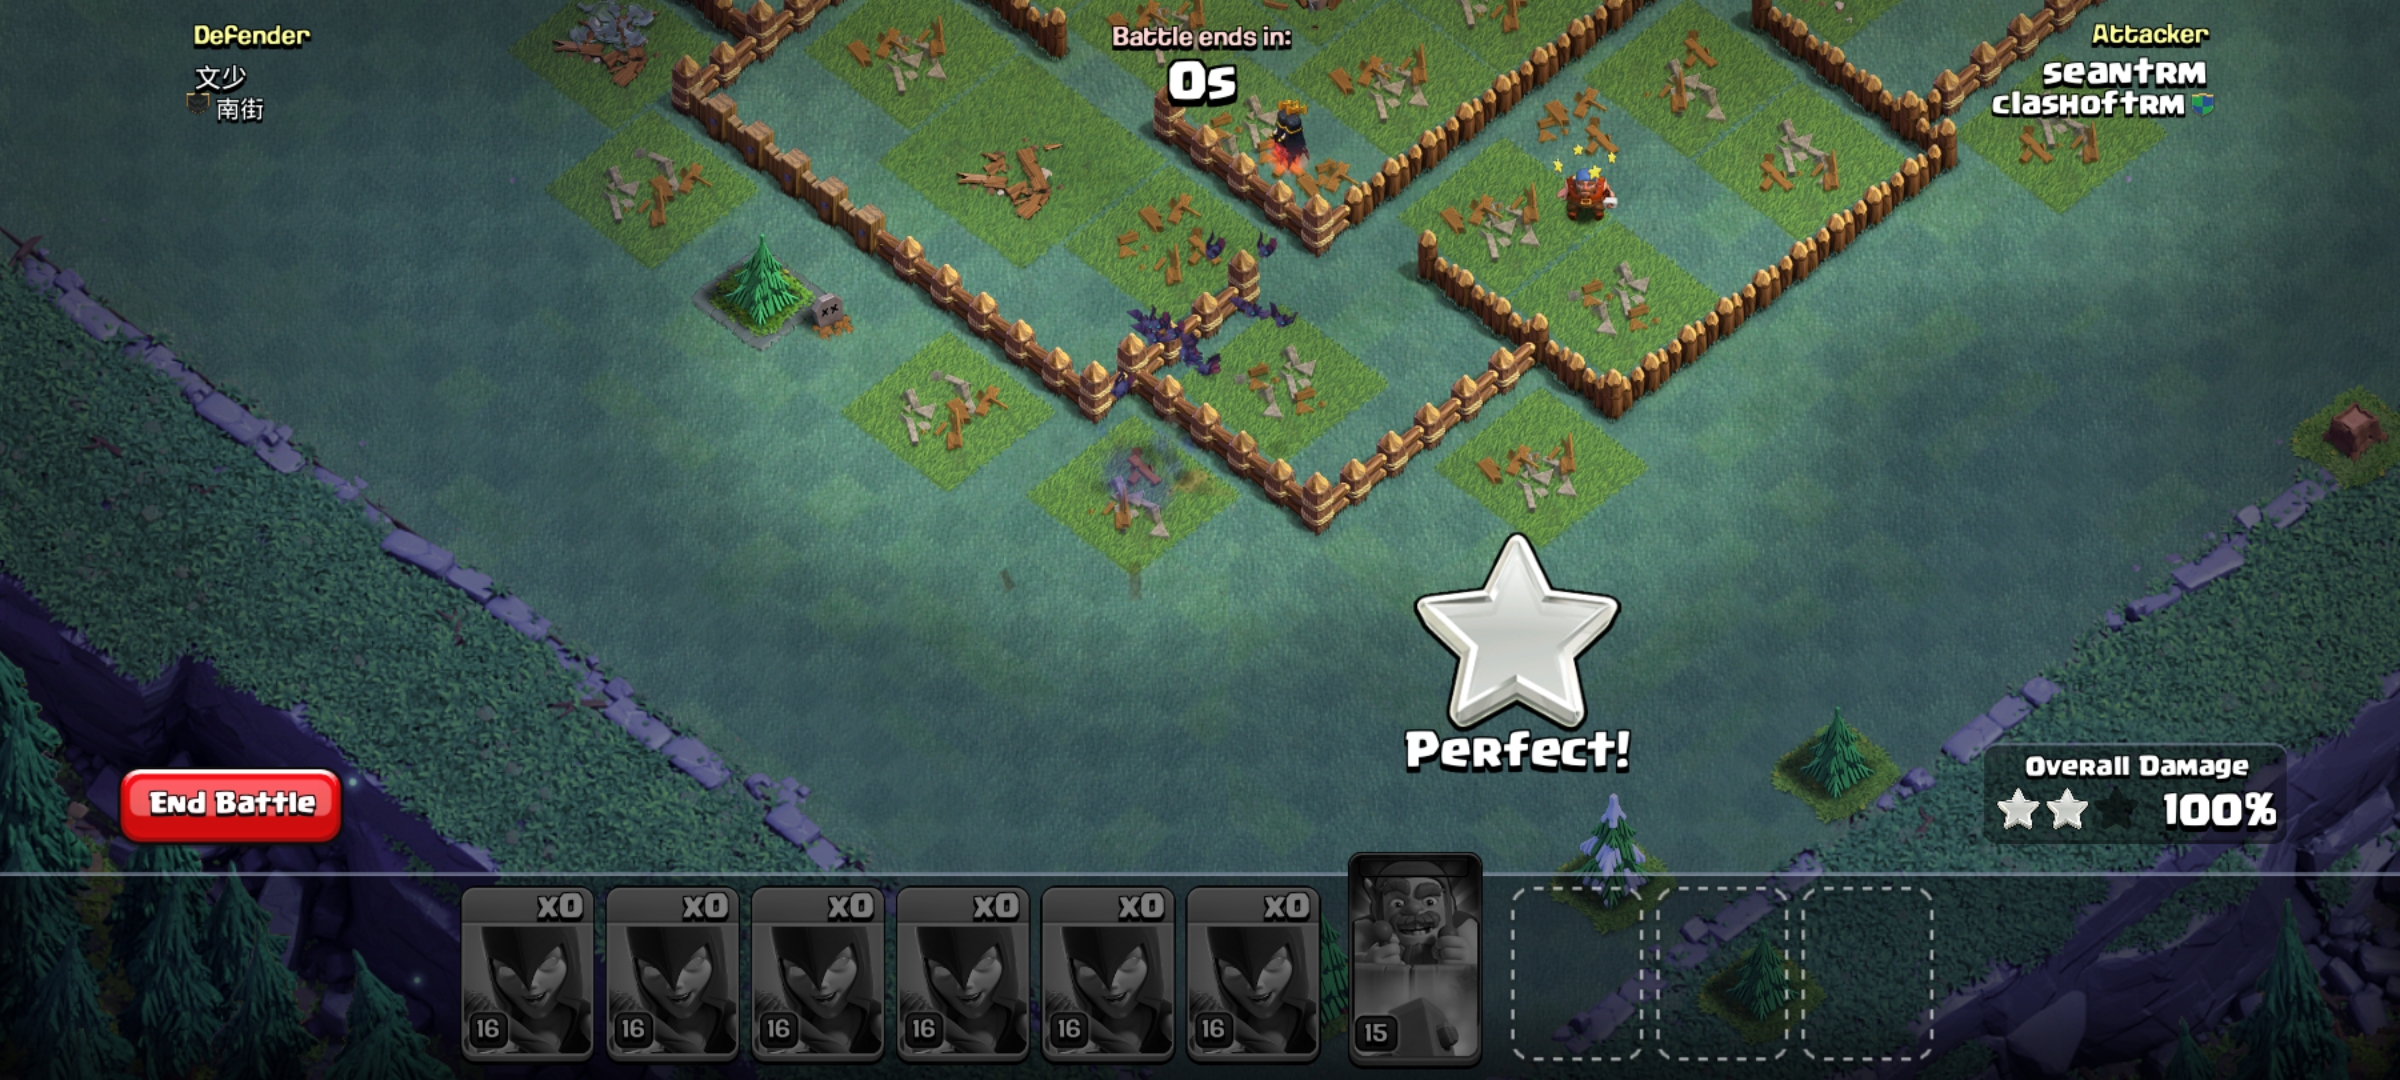 Defender
文少
南街
Battle ends in:
0s
Attacker
seantRM
clashoftRM
Perfect!
End Battle
Overall Damage
100%
x0 x0 x0 x0 x0 x0
16 16 16 16 16 16 15